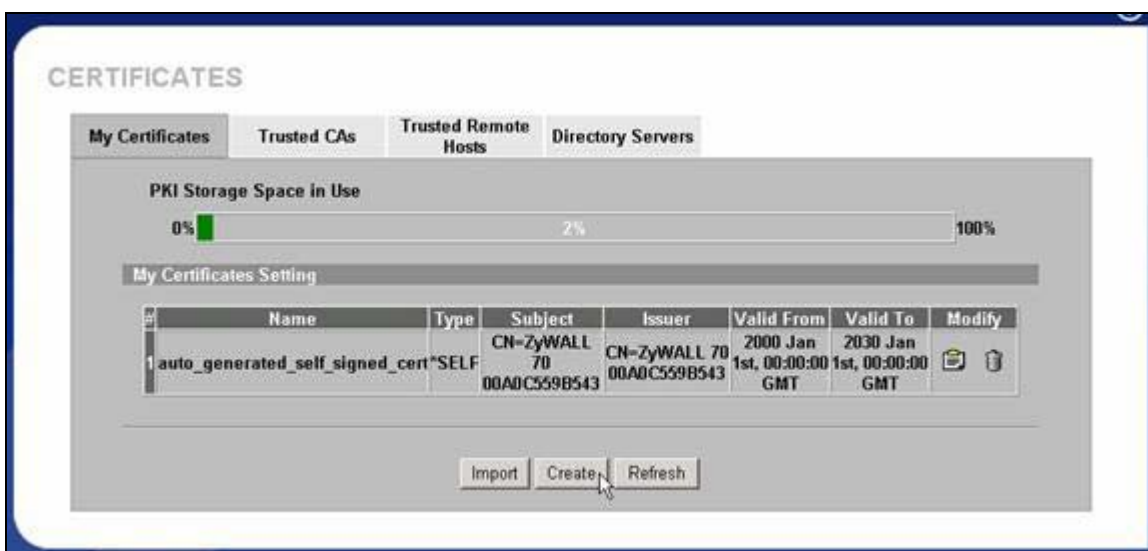 CERTIFICATES
My Certificates
Trusted CAs
Trusted Remote
Hosts
Directory Servers
PKI Storage Space in Use
0%
2%
100%
My Certificates Setting
# Name Type Subject Issuer Valid From Valid To Modify
1 auto_generated_self_signed_cert *SELF CN=ZyWALL 70 00A0C559B543 CN=ZyWALL 70 00A0C559B543 2000 Jan 1st, 00:00:00 GMT 2030 Jan 1st, 00:00:00 GMT
Import Create Refresh